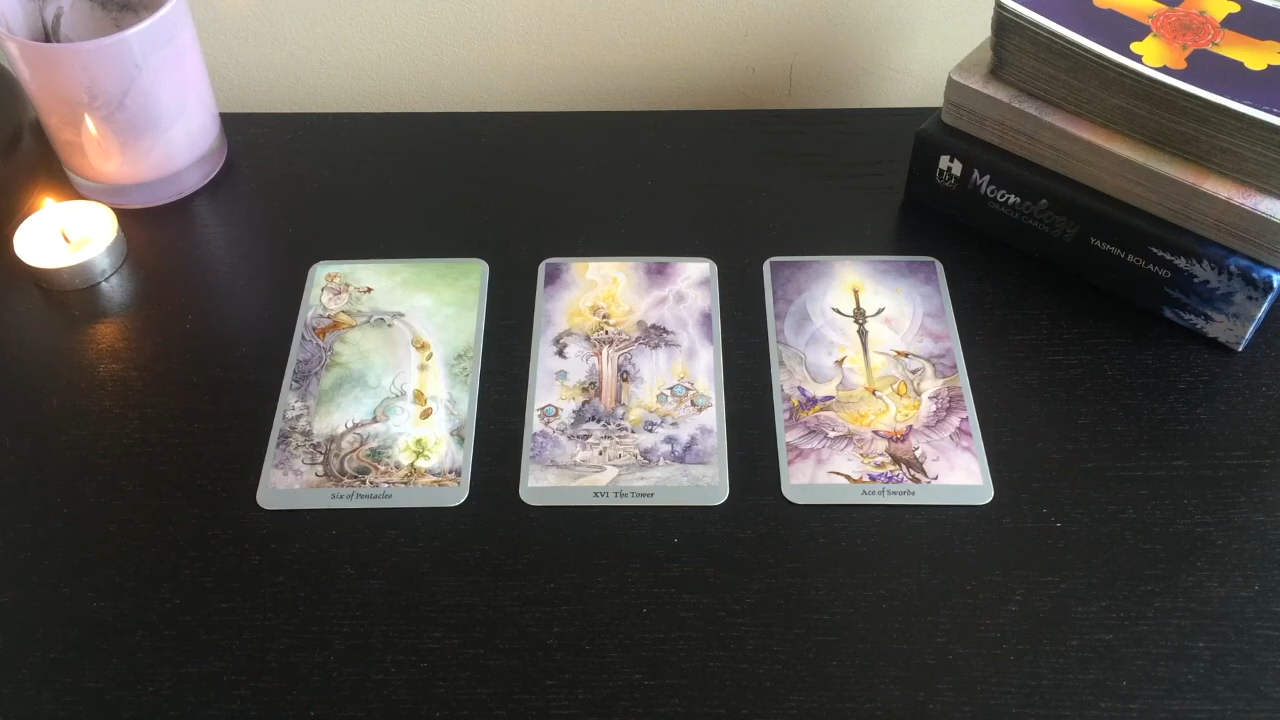 Moonology
ORACLE CARDS
YASMIN BOLAND
Six of Pentacles
XVI The Tower
Ace of Swords